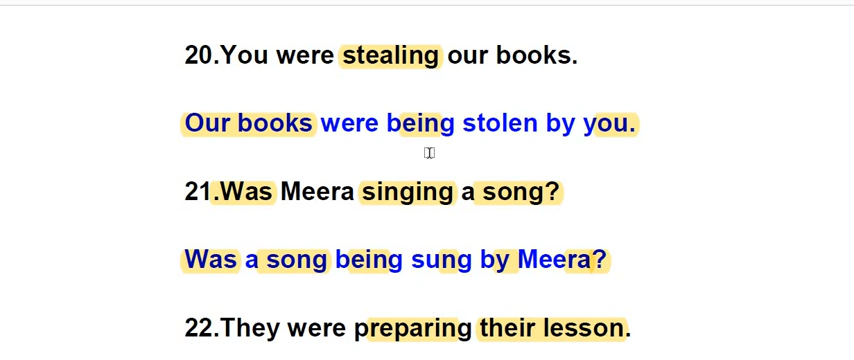 20.You were stealing our books.
Our books were being stolen by you.
21.Was Meera singing a song?
Was a song being sung by Meera?
22.They were preparing their lesson.